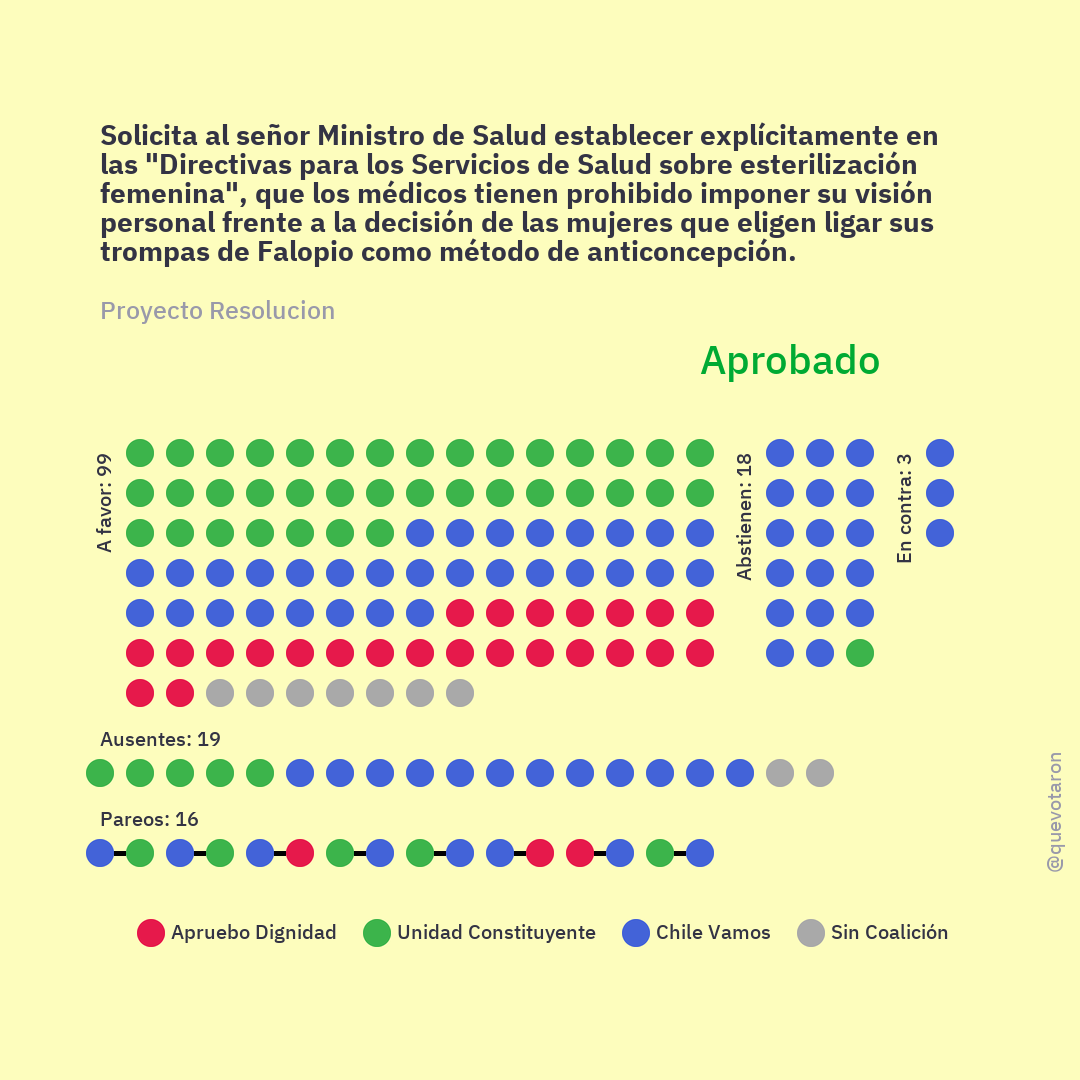 Solicita al señor Ministro de Salud establecer explícitamente en
las "Directivas para los Servicios de Salud sobre esterilización
femenina", que los médicos tienen prohibido imponer su visión
personal frente a la decisión de las mujeres que eligen ligar sus
trompas de Falopio como método de anticoncepción.
Proyecto Resolucion
Aprobado
A favor: 99
Abstienen: 18
En contra: 3
Ausentes: 19
Pareos: 16
@quevotaron
Apruebo Dignidad
Unidad Constituyente
Chile Vamos
Sin Coalición